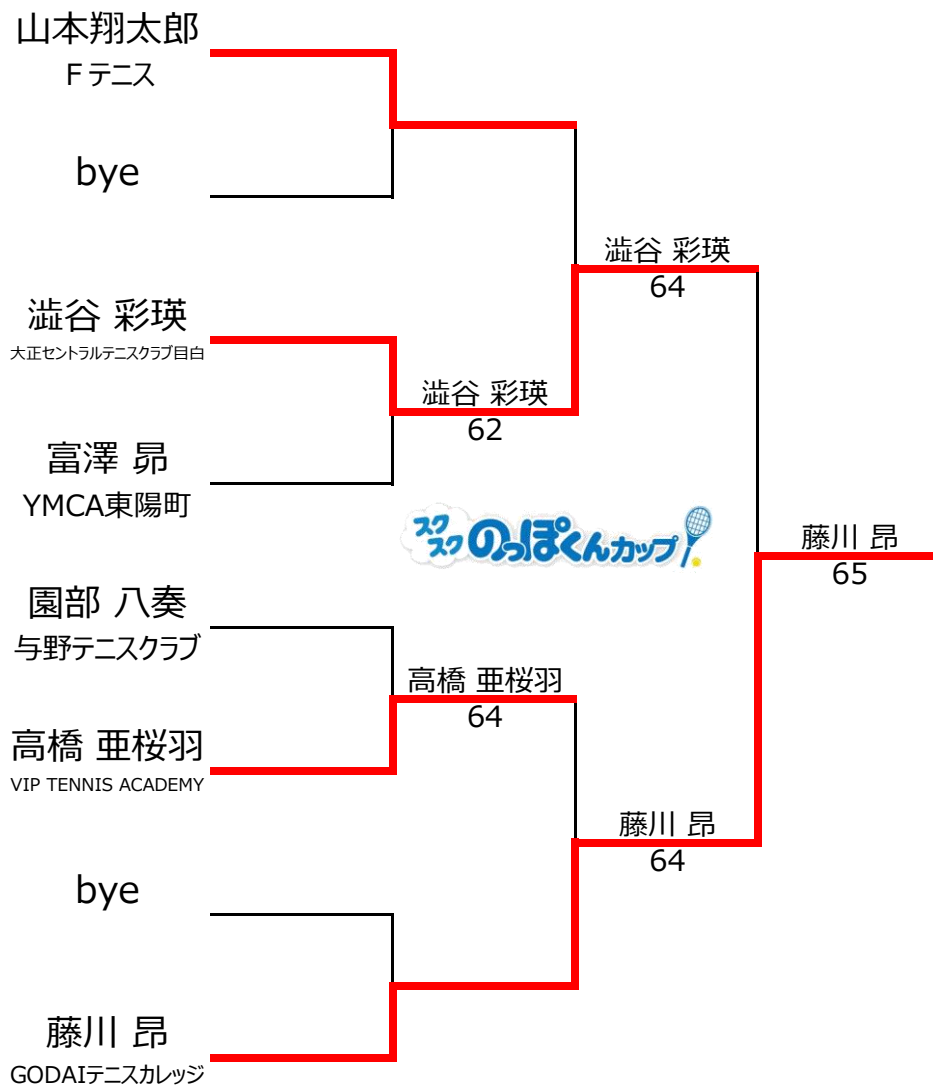 山本翔太郎
Fテニス
bye
澁谷 彩瑛
64
澁谷 彩瑛
大正セントラルテニスクラブ目白
澁谷 彩瑛
62
富澤 昴
YMCA東陽町
スクスクのっぽくんカップ
藤川 昂
65
園部 八奏
与野テニスクラブ
高橋 亜桜羽
64
高橋 亜桜羽
VIP TENNIS ACADEMY
藤川 昂
64
bye
藤川 昂
GODAIテニスカレッジ